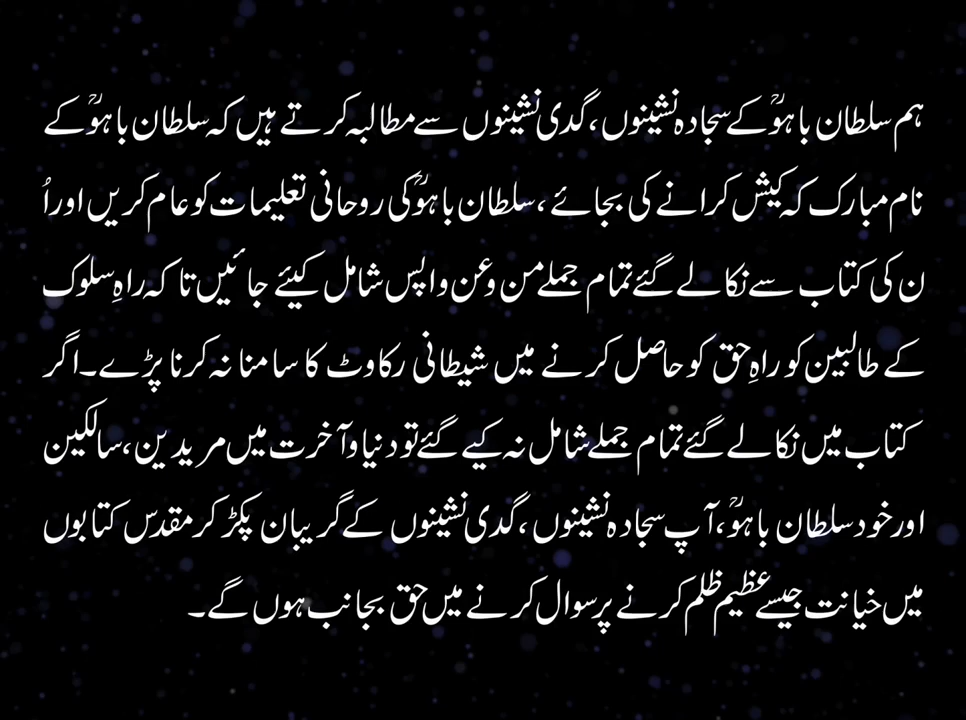 ہم سلطان باہوؒ کے سجادہ نشینوں، گدی نشینوں سے مطالبہ کرتے ہیں کہ سلطان باہوؒ کے
نام مبارک کہ کیش کرانے کی بجائے، سلطان باہوؒ کی روحانی تعلیمات کو عام کریں اور اُ
ن کی کتاب سے نکالے گئے تمام جملے من و عن واپس شامل کیئے جائیں تاکہ راہِ سلوک
کے طالبین کو راہِ حق کو حاصل کرنے میں شیطانی رکاوٹ کا سامنا نہ کرنا پڑے۔ اگر
کتاب میں نکالے گئے تمام جملے شامل نہ کیے گئے تو دنیا و آخرت میں مریدین، سالکین
اور خود سلطان باہوؒ، آپ سجادہ نشینوں، گدی نشینوں کے گریبان پکڑ کر مقدس کتابوں
میں خیانت جیسے عظیم ظلم کرنے پر سوال کرنے میں حق بجانب ہوں گے۔